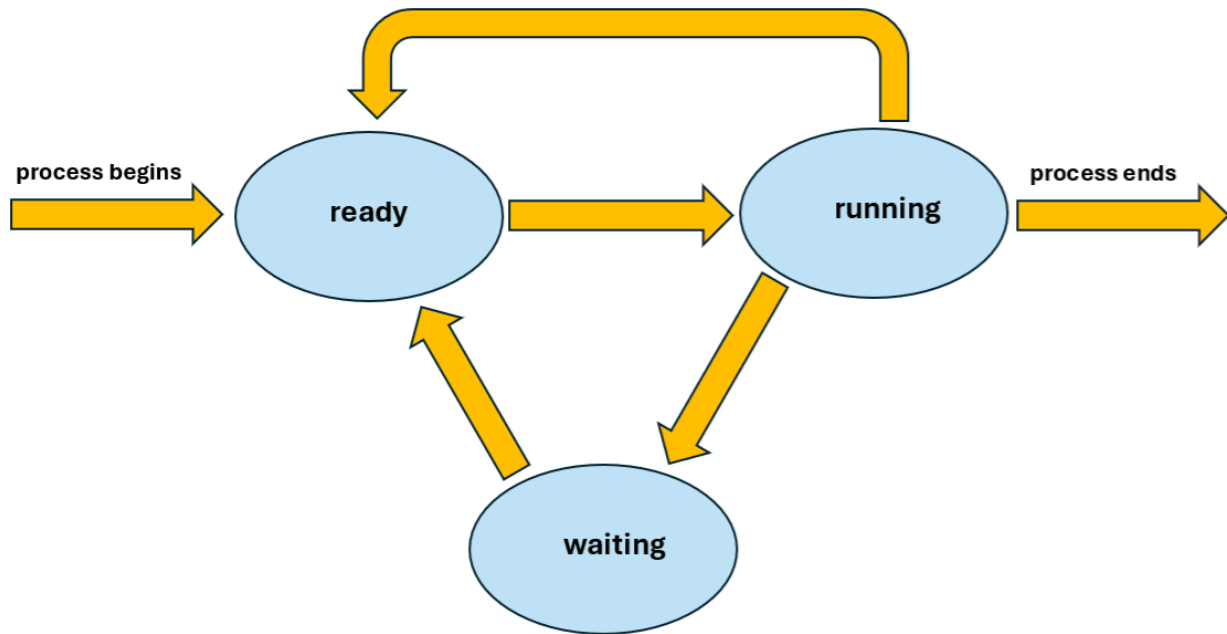 process begins
ready
running
process ends
waiting